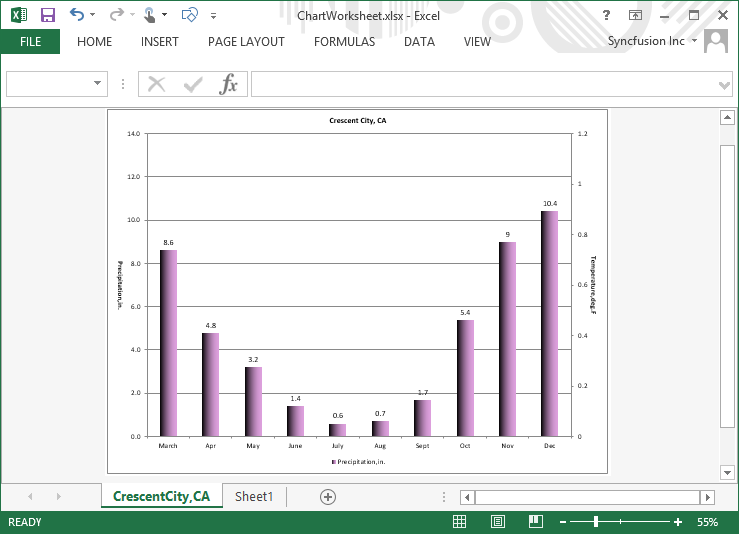 ChartWorksheet.xlsx - Excel
FILE HOME INSERT PAGE LAYOUT FORMULAS DATA VIEW Syncfusion Inc
fx
Crescent City, CA
14.0
12.0
10.0
8.0
6.0
4.0
2.0
0.0
Precipitation,in.
8.6
4.8
3.2
1.4
0.6
0.7
1.7
5.4
9
10.4
1.2
1
0.8
0.6
0.4
0.2
0
Temperature,deg.F
March Apr May June July Aug Sept Oct Nov Dec
Precipitation,in.
CrescentCity,CA Sheet1
READY 55%